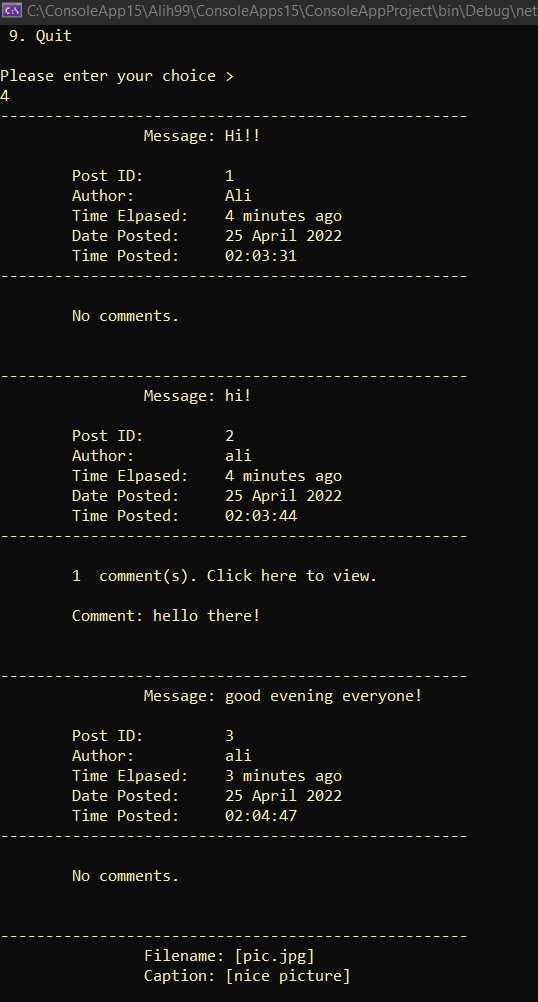 C:\ConsoleApp15\Alih99\ConsoleApps15\ConsoleAppProject\bin\Debug\net
9. Quit
Please enter your choice >
4
----------------------------------------------------
Message: Hi!!
Post ID: 1
Author: Ali
Time Elpased: 4 minutes ago
Date Posted: 25 April 2022
Time Posted: 02:03:31
----------------------------------------------------
No comments.
----------------------------------------------------
Message: hi!
Post ID: 2
Author: ali
Time Elpased: 4 minutes ago
Date Posted: 25 April 2022
Time Posted: 02:03:44
----------------------------------------------------
1  comment(s). Click here to view.
Comment: hello there!
----------------------------------------------------
Message: good evening everyone!
Post ID: 3
Author: ali
Time Elpased: 3 minutes ago
Date Posted: 25 April 2022
Time Posted: 02:04:47
----------------------------------------------------
No comments.
----------------------------------------------------
Filename: [pic.jpg]
Caption: [nice picture]